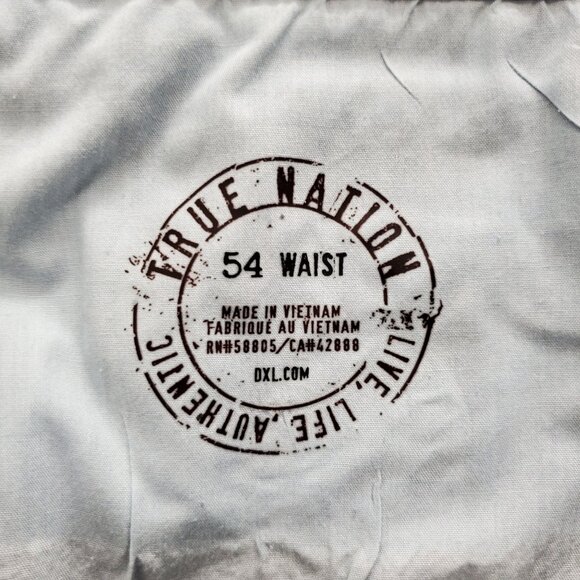 TRUE NATION
54 WAIST
MADE IN VIETNAM
FABRIQUÉ AU VIETNAM
RN#58805/CA#42888
DXL.COM
LIVE, LIFE, AUTHENTIC